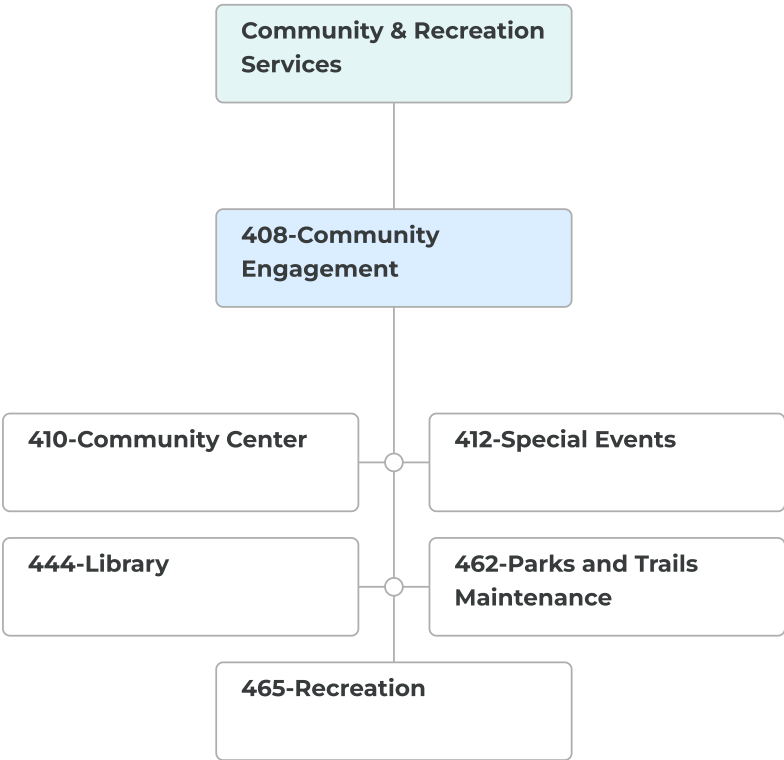 Community & Recreation
Services
408-Community
Engagement
410-Community Center
412-Special Events
444-Library
462-Parks and Trails
Maintenance
465-Recreation